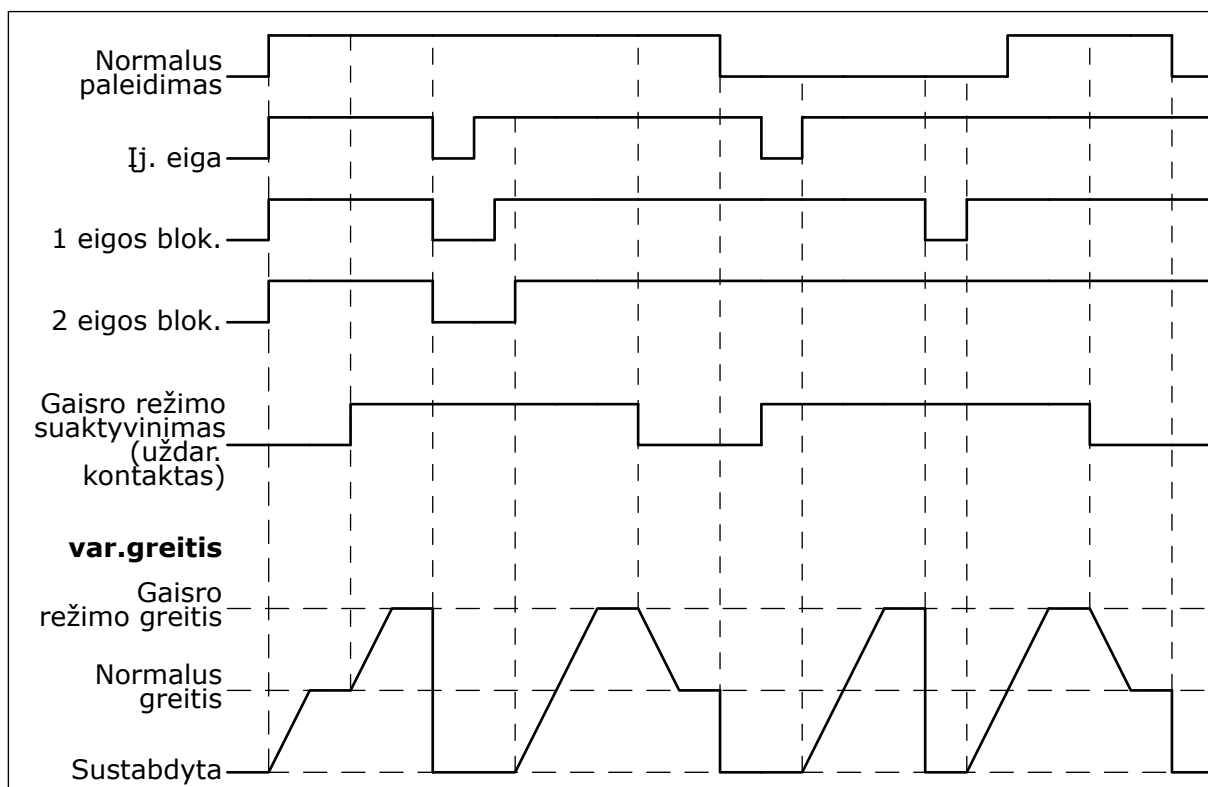 Normalus
paleidimas
Įj. eiga
1 eigos blok.
2 eigos blok.
Gaisro režimo
suaktyvinimas
(uždar.
kontaktas)
var.greitis
Gaisro
režimo greitis
Normalus
greitis
Sustabdyta